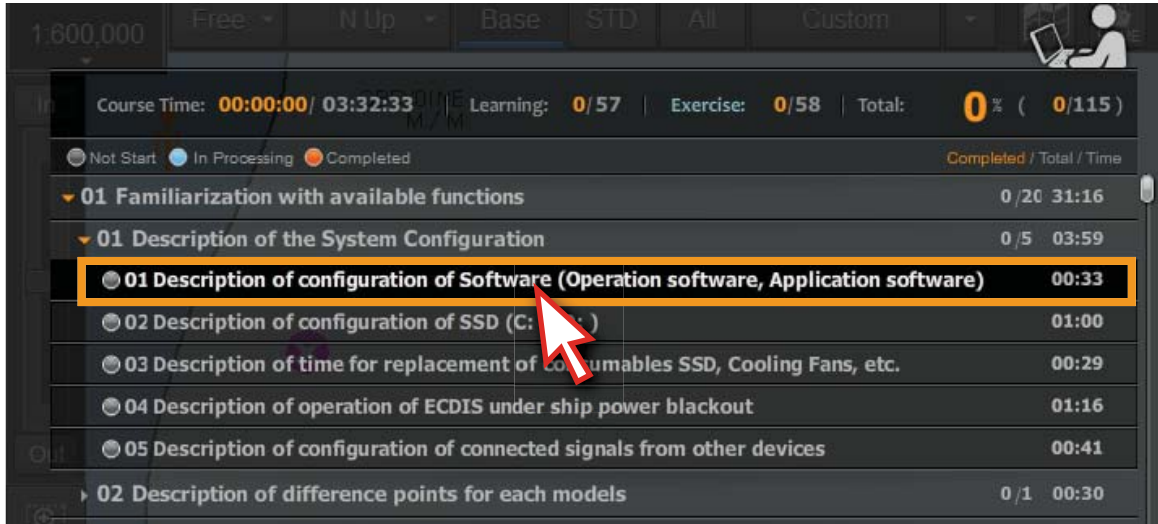 1:600,000 Free N Up Base STD All Custom
In
Course Time: 00:00:00/ 03:32:33 | Learning: 0/57 | Exercise: 0/58 | Total: 0 % ( 0/115 )
Not Start In Processing Completed Completed / Total / Time
01 Familiarization with available functions 0/20 31:16
01 Description of the System Configuration 0/5 03:59
01 Description of configuration of Software (Operation software, Application software) 00:33
02 Description of configuration of SSD (C: ) 01:00
03 Description of time for replacement of consumables SSD, Cooling Fans, etc. 00:29
04 Description of operation of ECDIS under ship power blackout 01:16
05 Description of configuration of connected signals from other devices 00:41
Out
02 Description of difference points for each models 0/1 00:30